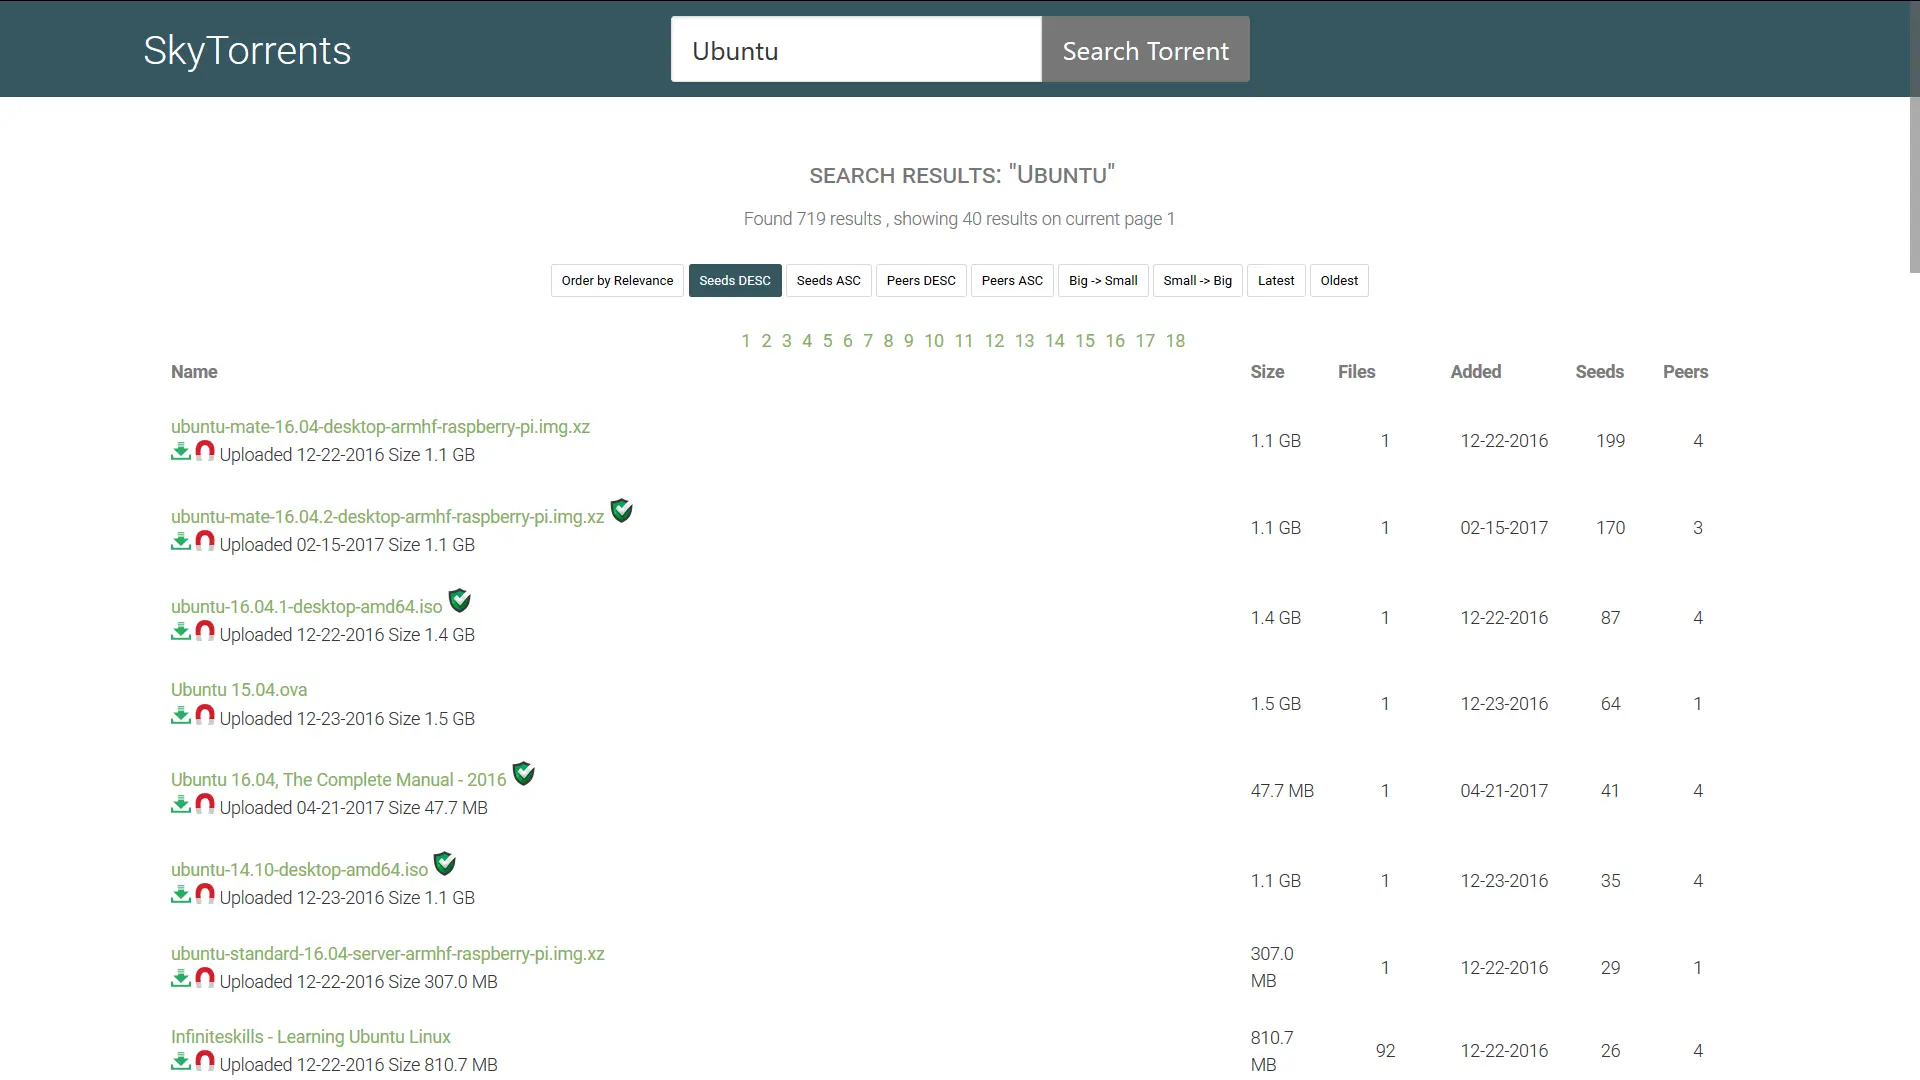 SkyTorrents
Ubuntu
Search Torrent
SEARCH RESULTS: "UBUNTU"
Found 719 results , showing 40 results on current page 1
Order by Relevance Seeds DESC Seeds ASC Peers DESC Peers ASC Big -> Small Small -> Big Latest Oldest
1 2 3 4 5 6 7 8 9 10 11 12 13 14 15 16 17 18
Name Size Files Added Seeds Peers
ubuntu-mate-16.04-desktop-armhf-raspberry-pi.img.xz
Uploaded 12-22-2016 Size 1.1 GB
1.1 GB 1 12-22-2016 199 4
ubuntu-mate-16.04.2-desktop-armhf-raspberry-pi.img.xz
Uploaded 02-15-2017 Size 1.1 GB
1.1 GB 1 02-15-2017 170 3
ubuntu-16.04.1-desktop-amd64.iso
Uploaded 12-22-2016 Size 1.4 GB
1.4 GB 1 12-22-2016 87 4
Ubuntu 15.04.ova
Uploaded 12-23-2016 Size 1.5 GB
1.5 GB 1 12-23-2016 64 1
Ubuntu 16.04, The Complete Manual - 2016
Uploaded 04-21-2017 Size 47.7 MB
47.7 MB 1 04-21-2017 41 4
ubuntu-14.10-desktop-amd64.iso
Uploaded 12-23-2016 Size 1.1 GB
1.1 GB 1 12-23-2016 35 4
ubuntu-standard-16.04-server-armhf-raspberry-pi.img.xz
Uploaded 12-22-2016 Size 307.0 MB
307.0
MB
1 12-22-2016 29 1
Infiniteskills - Learning Ubuntu Linux
Uploaded 12-22-2016 Size 810.7 MB
810.7
MB
92 12-22-2016 26 4